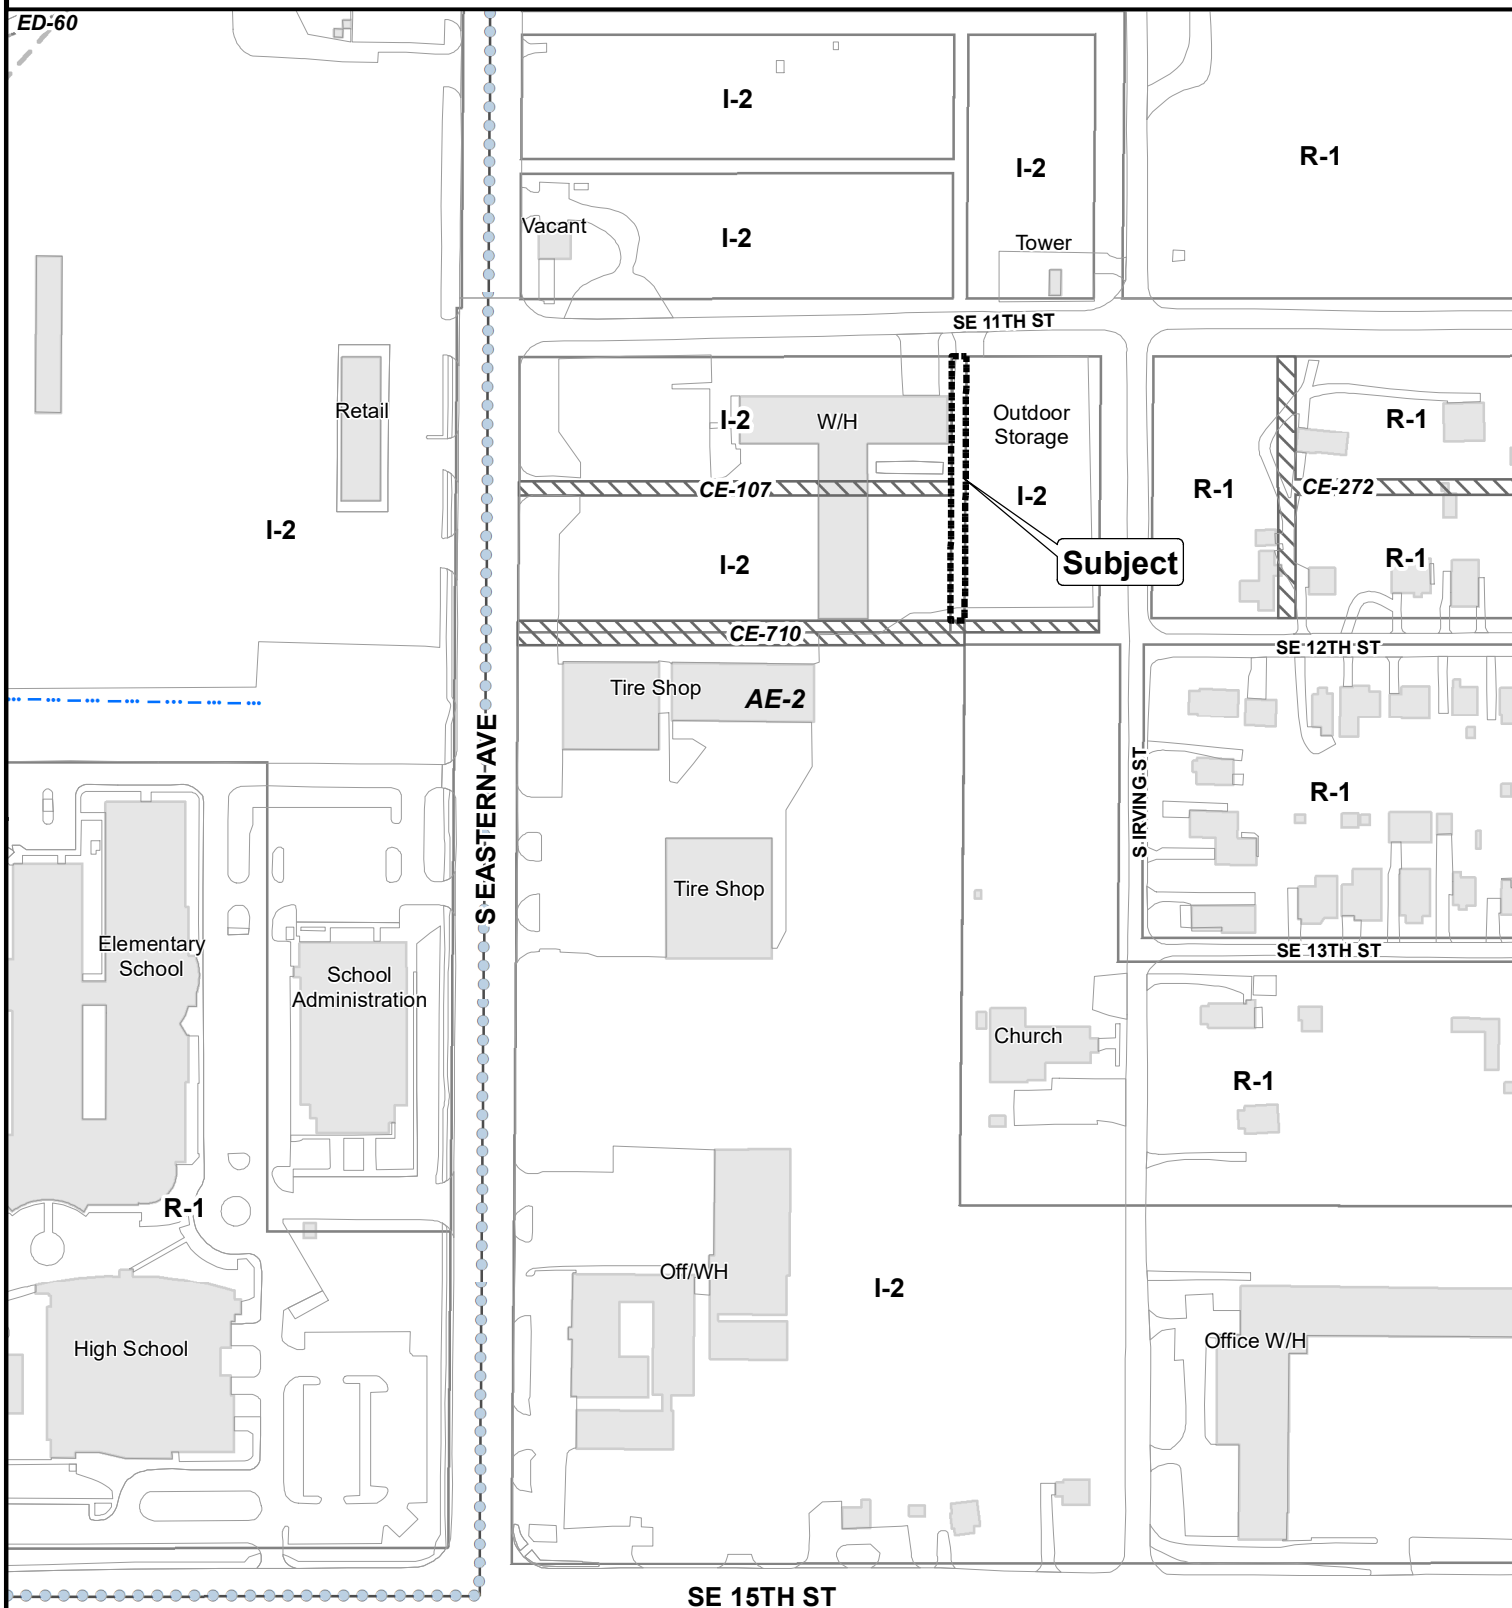 ED-60
I-2
R-1
I-2
Vacant
I-2
Tower
SE 11TH ST
Retail
I-2
W/H
Outdoor
Storage
R-1
CE-107
I-2
R-1
CE-272
I-2
I-2
Subject
R-1
CE-710
SE 12TH ST
Tire Shop
AE-2
S EASTERN AVE
S IRVING ST
R-1
Tire Shop
Elementary
School
School
Administration
SE 13TH ST
Church
R-1
R-1
Off/WH
I-2
High School
Office W/H
SE 15TH ST